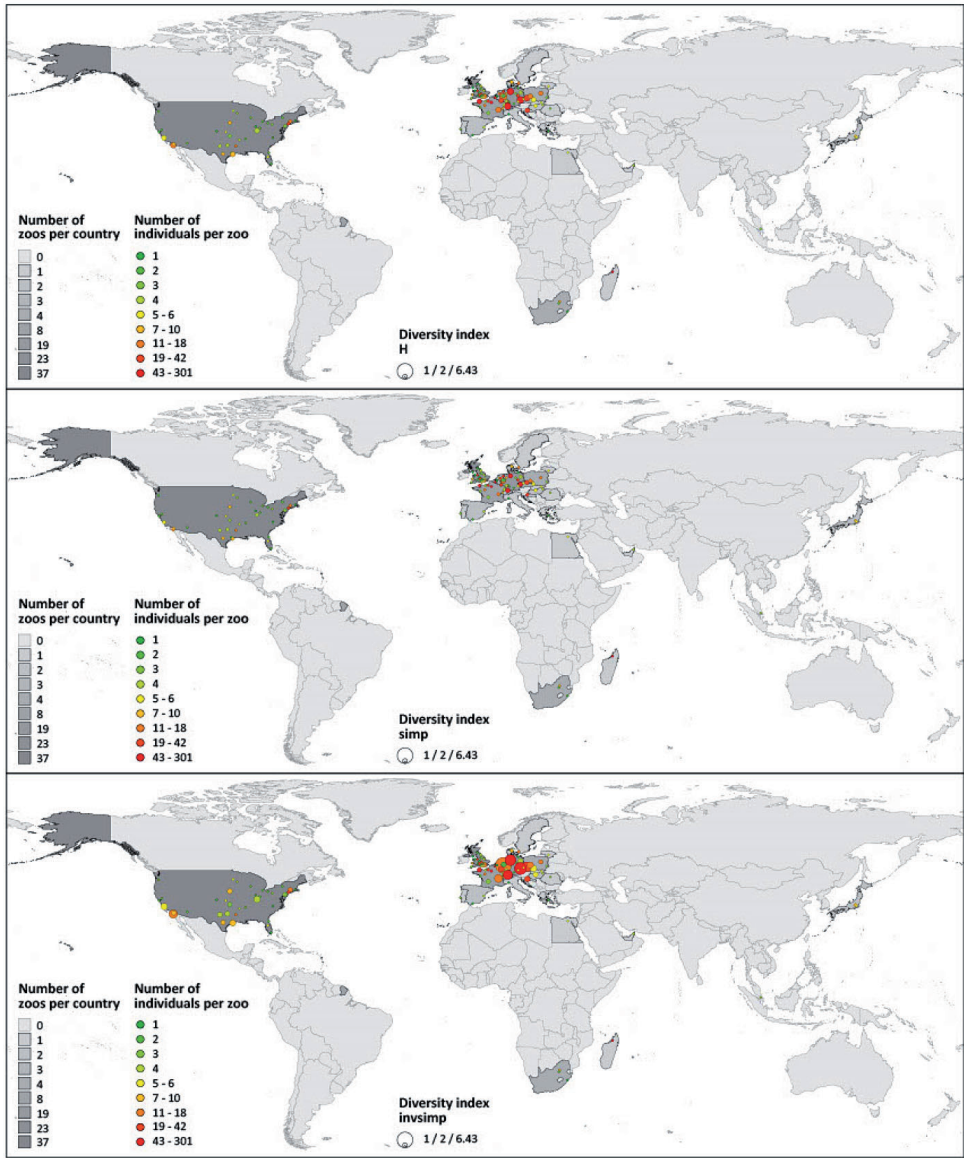 Number of
zoos per country
0
1
2
3
4
8
19
23
37
Number of
individuals per zoo
1
2
3
4
5 - 6
7 - 10
11 - 18
19 - 42
43 - 301
Diversity index
H
1 / 2 / 6.43
Number of
zoos per country
0
1
2
3
4
8
19
23
37
Number of
individuals per zoo
1
2
3
4
5 - 6
7 - 10
11 - 18
19 - 42
43 - 301
Diversity index
simp
1 / 2 / 6.43
Number of
zoos per country
0
1
2
3
4
8
19
23
37
Number of
individuals per zoo
1
2
3
4
5 - 6
7 - 10
11 - 18
19 - 42
43 - 301
Diversity index
invsimp
1 / 2 / 6.43